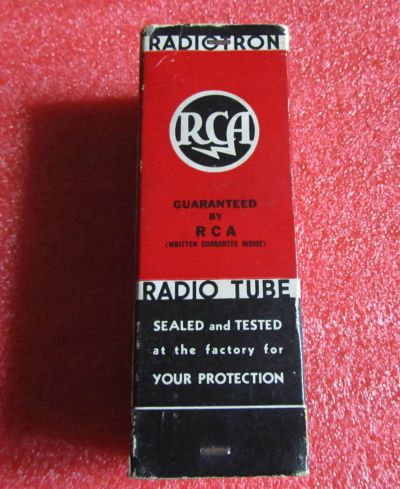 RADIOTRON
RCA
GUARANTEED
BY
RCA
(WRITTEN GUARANTEE INSIDE)
RADIO TUBE
SEALED and TESTED
at the factory for
YOUR PROTECTION